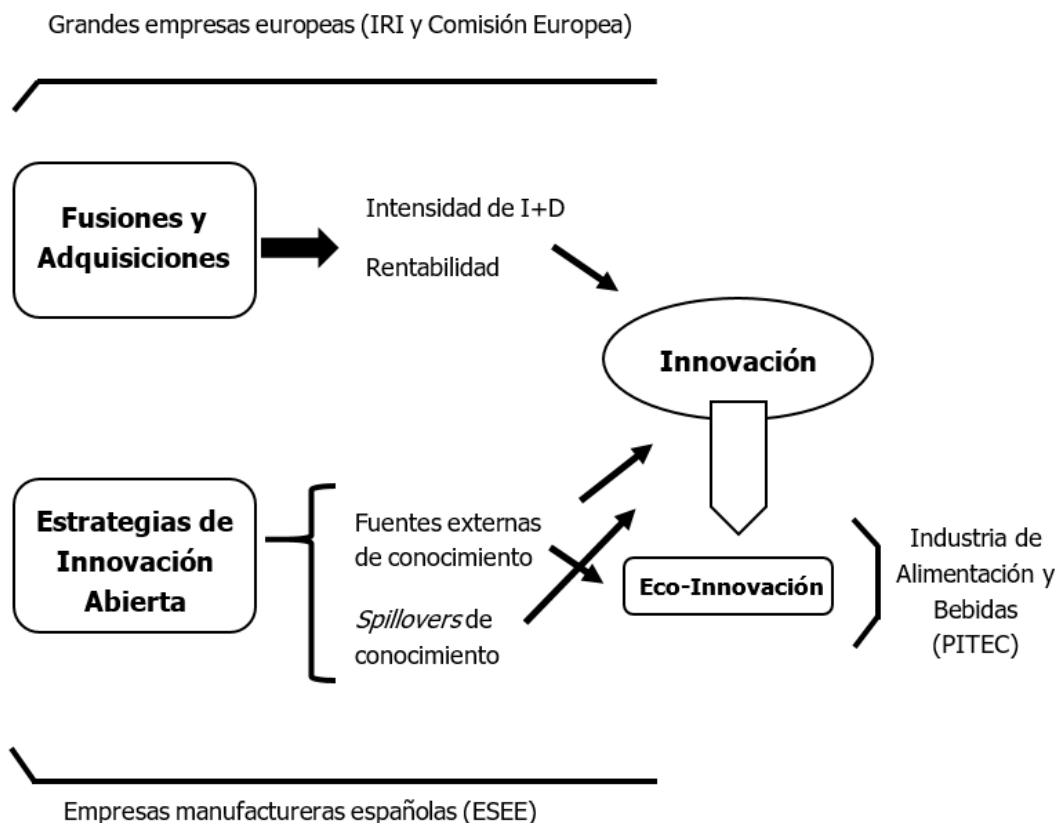 Grandes empresas europeas (IRI y Comisión Europea)
Fusiones y
Adquisiciones
Intensidad de I+D
Rentabilidad
Innovación
Estrategias de
Innovación
Abierta
Fuentes externas
de conocimiento
Spillovers de
conocimiento
Eco-Innovación
Industria de
Alimentación y
Bebidas
(PITEC)
Empresas manufactureras españolas (ESEE)